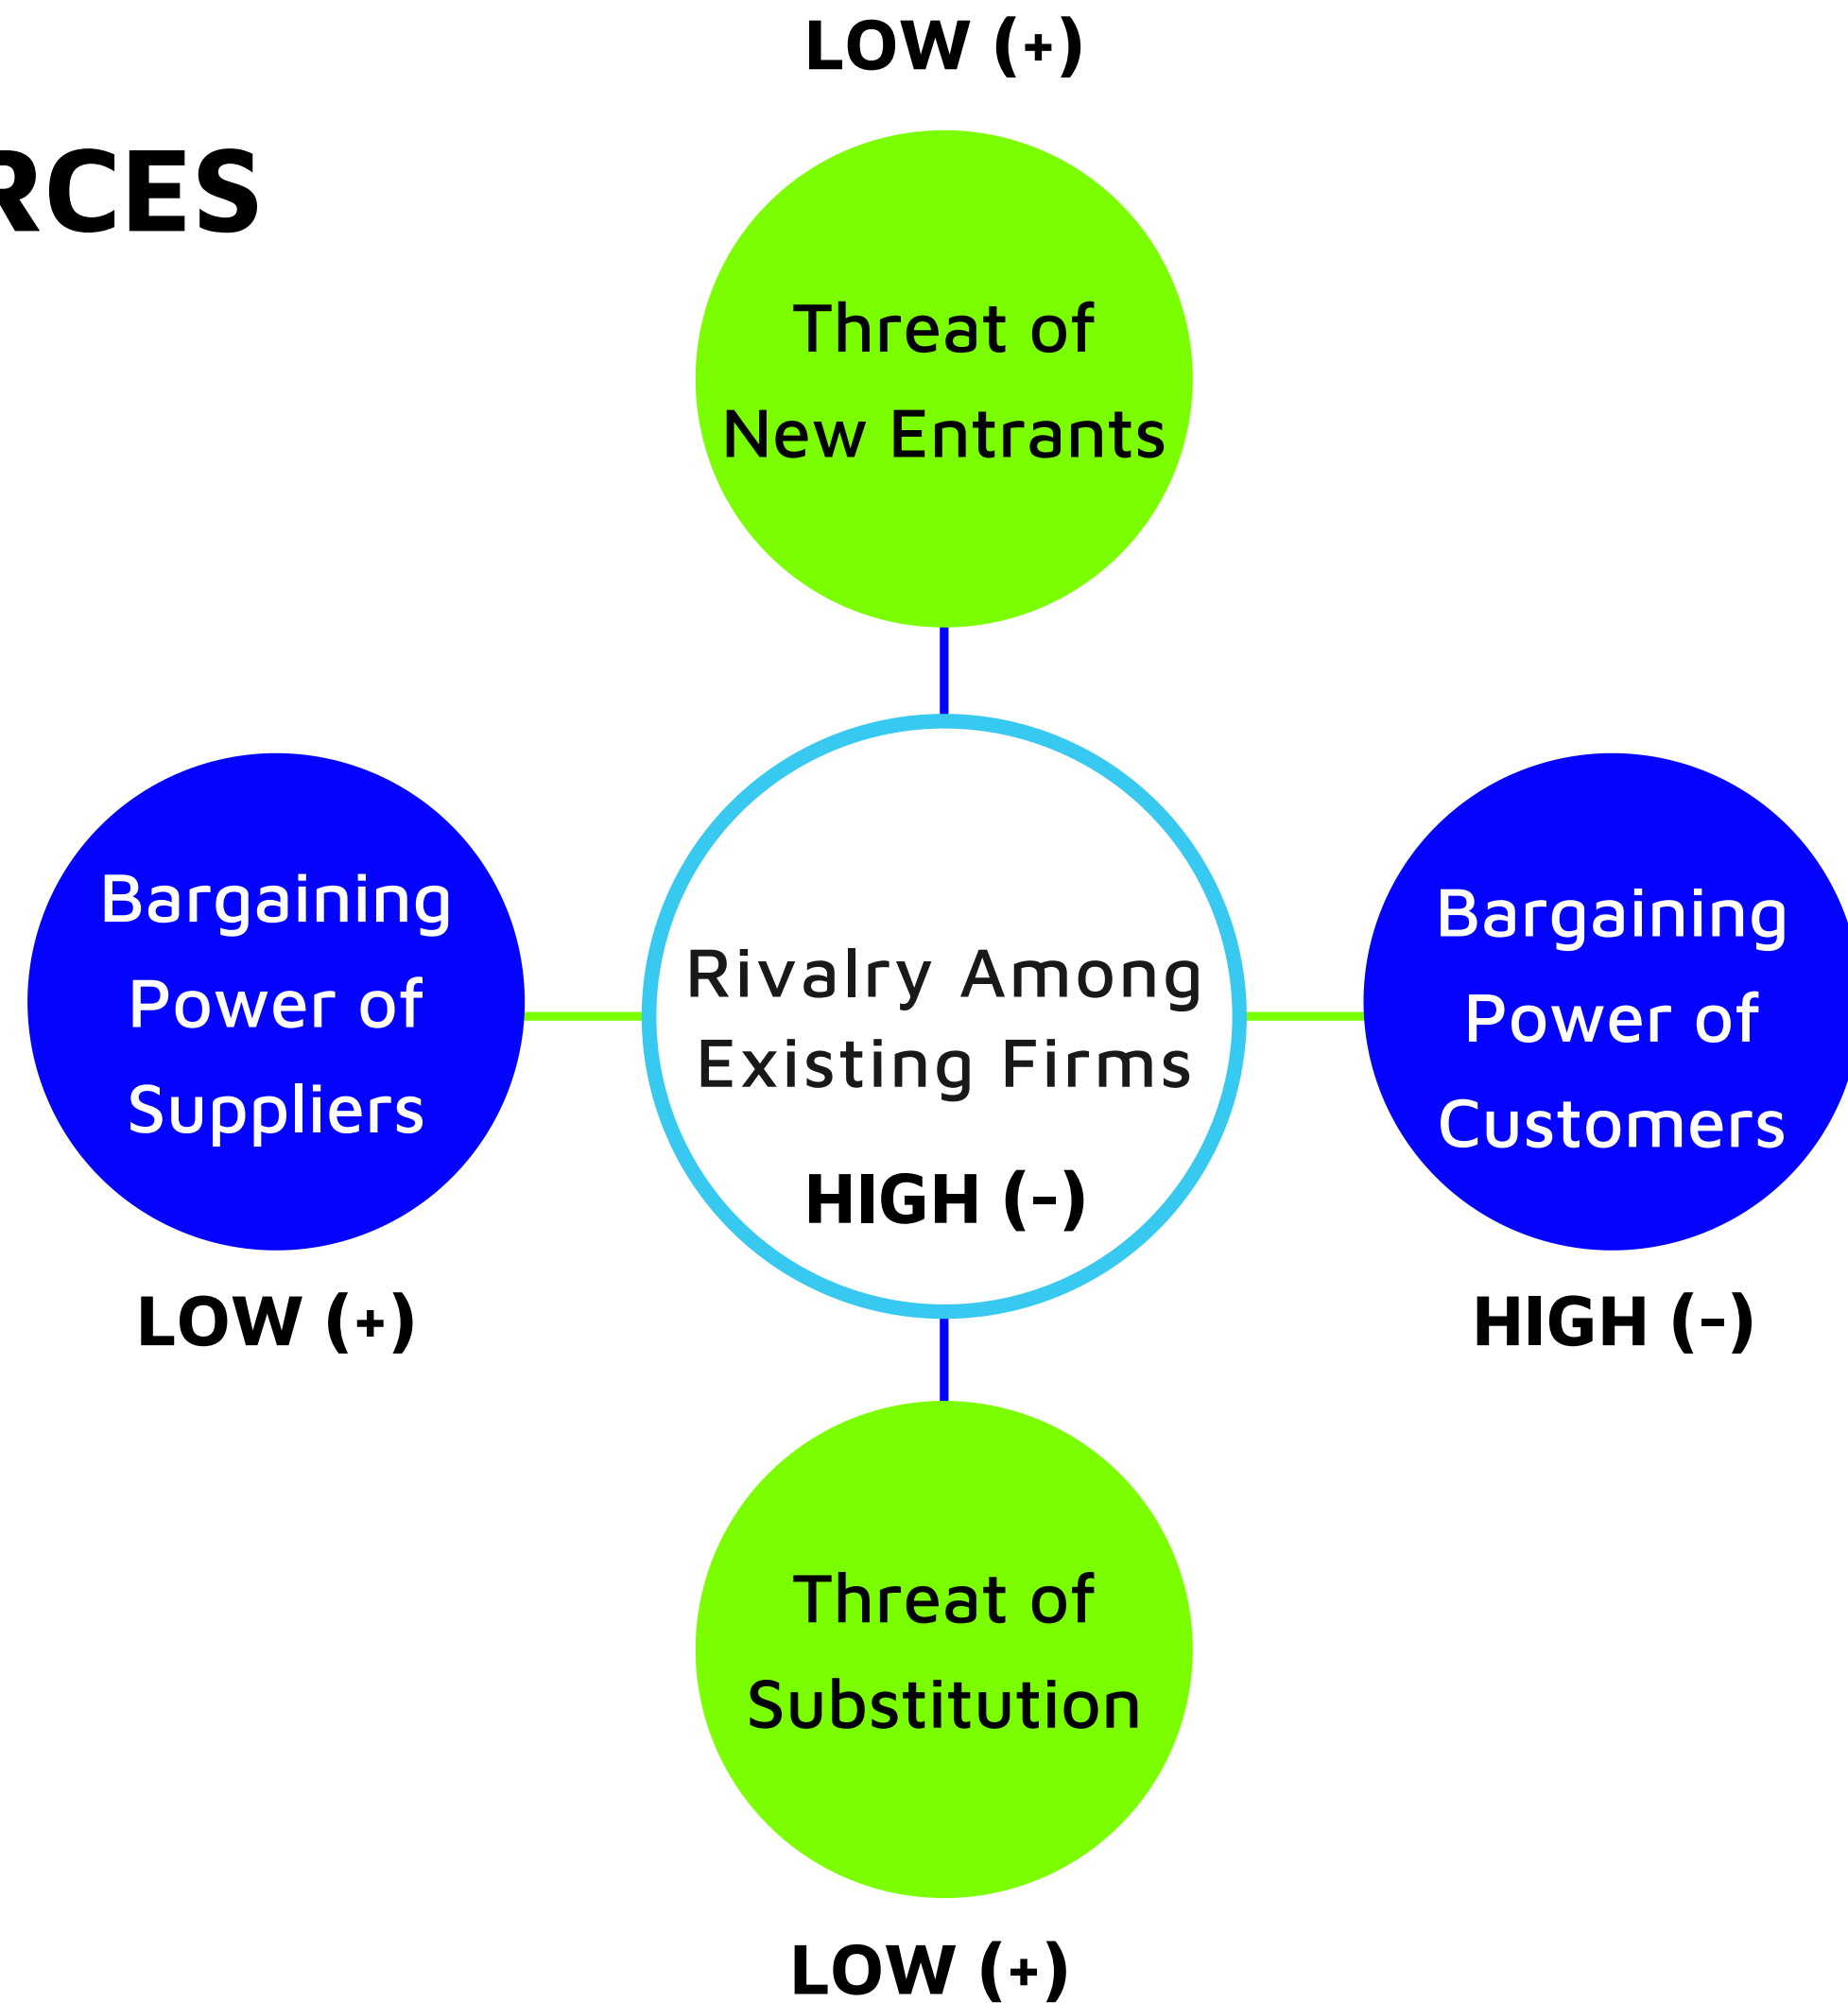 LOW (+)
RCES
Threat of
New Entrants
Bargaining
Power of
Suppliers
LOW (+)
Rivalry Among
Existing Firms
HIGH (–)
Bargaining
Power of
Customers
HIGH (–)
Threat of
Substitution
LOW (+)